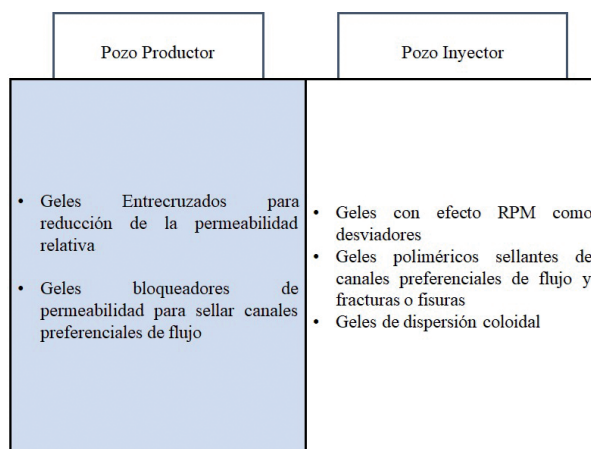 Pozo Productor
Pozo Inyector
• Geles Entrecruzados para
reducción de la permeabilidad
relativa
• Geles bloqueadores de
permeabilidad para sellar canales
preferenciales de flujo
• Geles con efecto RPM como
desviadores
• Geles poliméricos sellantes de
canales preferenciales de flujo y
fracturas o fisuras
• Geles de dispersión coloidal